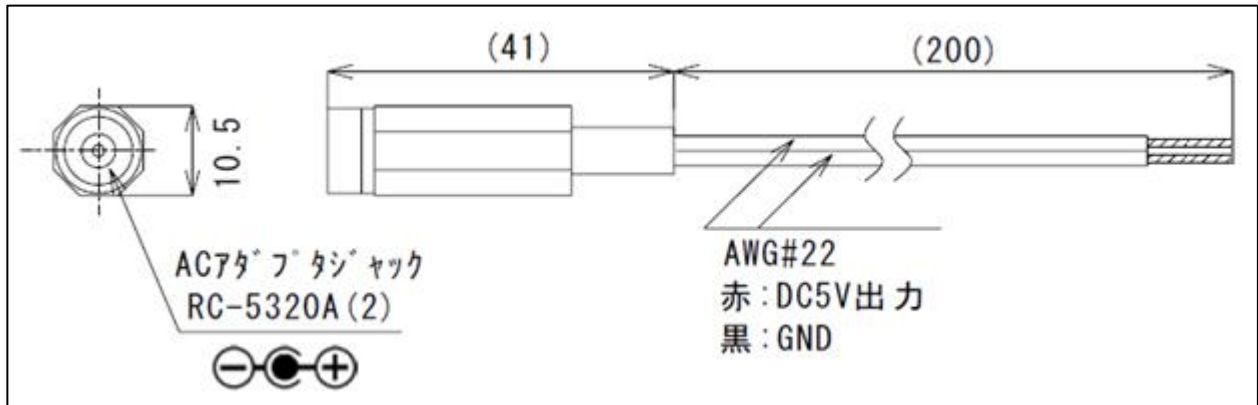 (41)
(200)
10.5
ACｱﾀﾞﾌﾟﾀｼﾞｬｯｸ
RC-5320A(2)
AWG#22
赤:DC5V出力
黒:GND